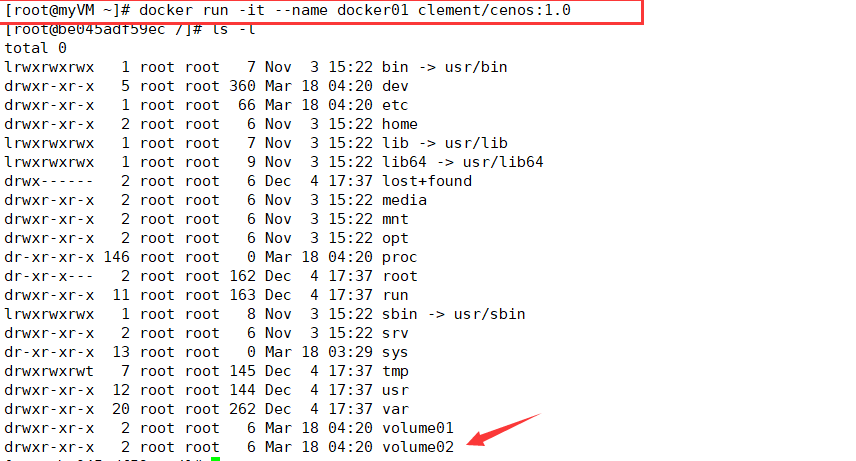 [root@myVM ~]# docker run -it --name docker01 clement/cenos:1.0
[root@be045adf59ec /]# ls -l
total 0
lrwxrwxrwx   1 root root   7 Nov  3 15:22 bin -> usr/bin
drwxr-xr-x   5 root root 360 Mar 18 04:20 dev
drwxr-xr-x   1 root root  66 Mar 18 04:20 etc
drwxr-xr-x   2 root root   6 Nov  3 15:22 home
lrwxrwxrwx   1 root root   7 Nov  3 15:22 lib -> usr/lib
lrwxrwxrwx   1 root root   9 Nov  3 15:22 lib64 -> usr/lib64
drwx------   2 root root   6 Dec  4 17:37 lost+found
drwxr-xr-x   2 root root   6 Nov  3 15:22 media
drwxr-xr-x   2 root root   6 Nov  3 15:22 mnt
drwxr-xr-x   2 root root   6 Nov  3 15:22 opt
dr-xr-xr-x 146 root root   0 Mar 18 04:20 proc
dr-xr-x---   2 root root 162 Dec  4 17:37 root
drwxr-xr-x  11 root root 163 Dec  4 17:37 run
lrwxrwxrwx   1 root root   8 Nov  3 15:22 sbin -> usr/sbin
drwxr-xr-x   2 root root   6 Nov  3 15:22 srv
dr-xr-xr-x  13 root root   0 Mar 18 03:29 sys
drwxrwxrwt   7 root root 145 Dec  4 17:37 tmp
drwxr-xr-x  12 root root 144 Dec  4 17:37 usr
drwxr-xr-x  20 root root 262 Dec  4 17:37 var
drwxr-xr-x   2 root root   6 Mar 18 04:20 volume01
drwxr-xr-x   2 root root   6 Mar 18 04:20 volume02